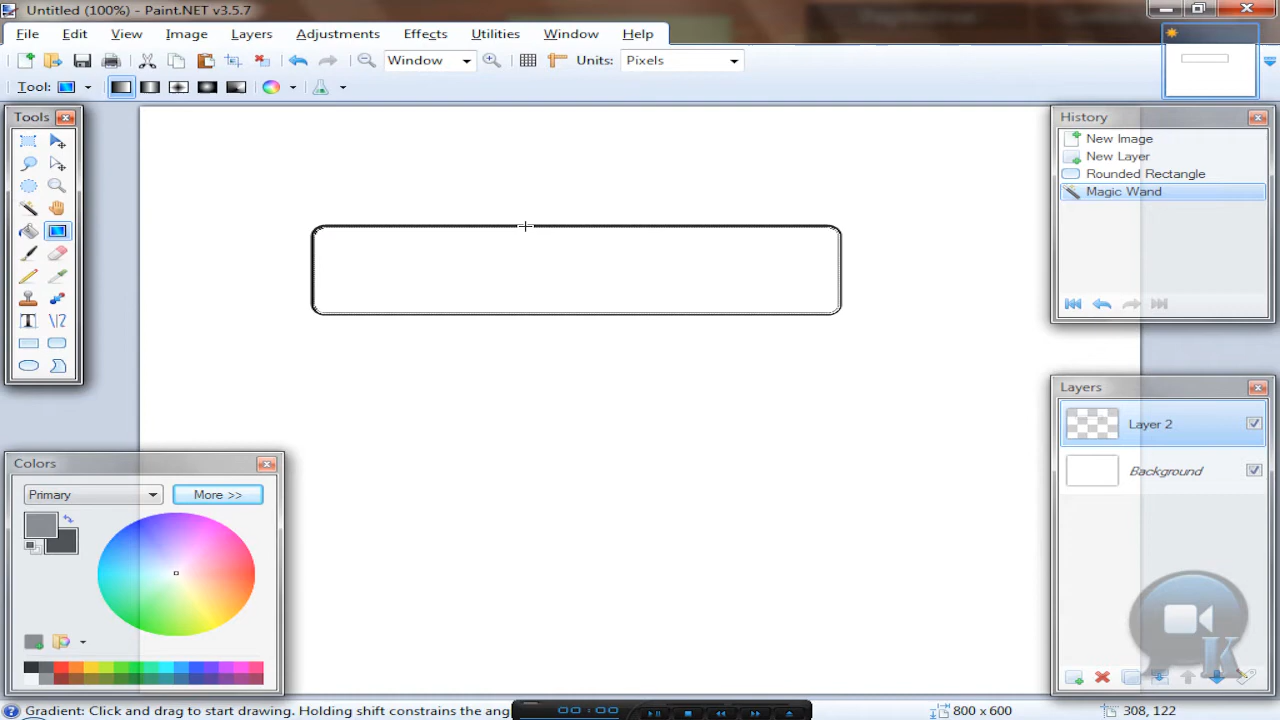 Untitled (100%) - Paint.NET v3.5.7
File Edit View Image Layers Adjustments Effects Utilities Window Help
Window Units: Pixels
Tool:
Tools
History
New Image
New Layer
Rounded Rectangle
Magic Wand
Layers
Layer 2
Background
Colors
Primary More >>
K
Gradient: Click and drag to start drawing. Holding shift constrains the ang
00:00
800 x 600
308, 122